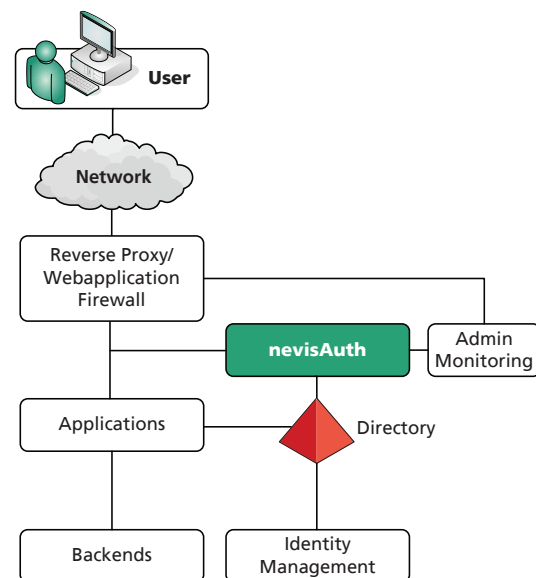 User
Network
Reverse Proxy/
Webapplication
Firewall
nevisAuth
Admin
Monitoring
Applications
Directory
Backends
Identity
Management